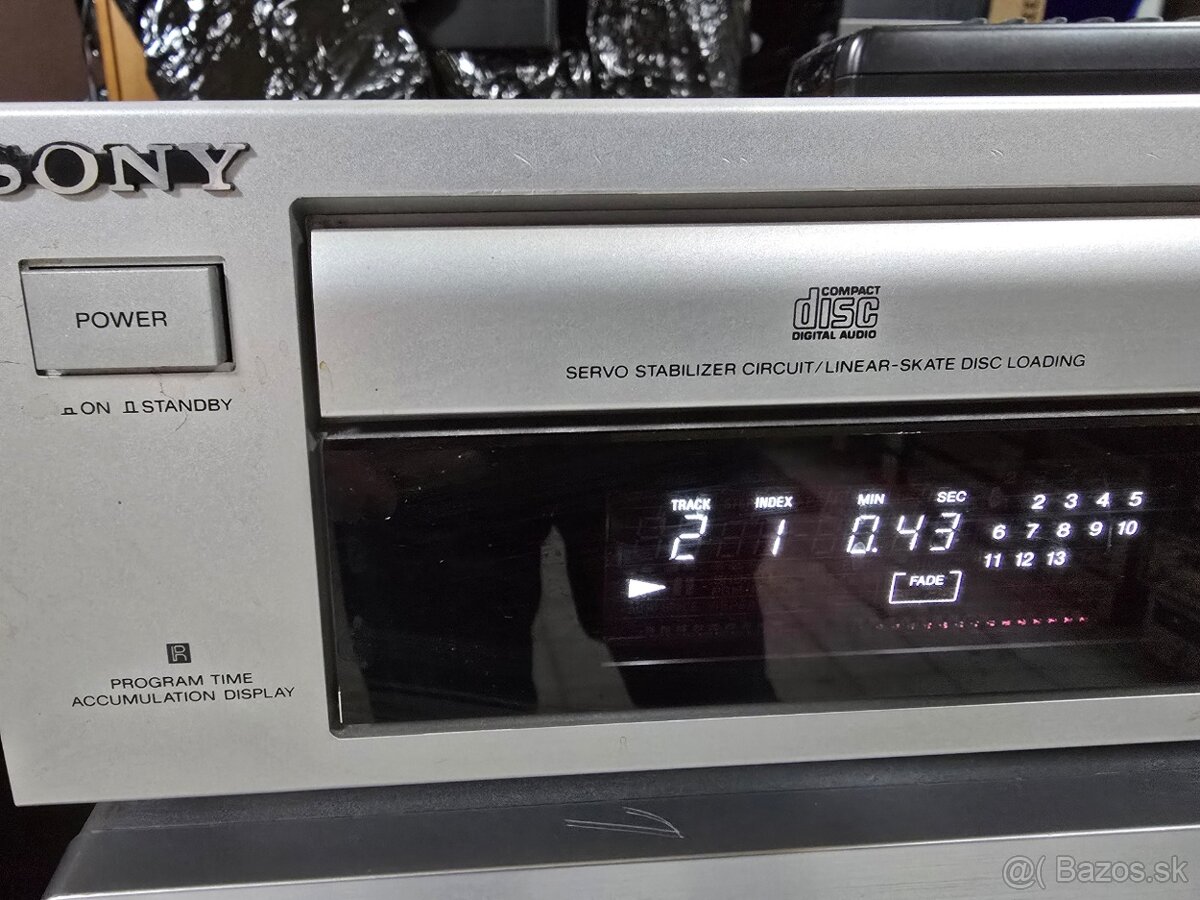 SONY
POWER
ON STANDBY
COMPACT
disc
DIGITAL AUDIO
SERVO STABILIZER CIRCUIT/LINEAR-SKATE DISC LOADING
TRACK INDEX MIN SEC
2 1 0.43
2 3 4 5
6 7 8 9 10
11 12 13
FADE
R
PROGRAM TIME
ACCUMULATION DISPLAY
@( Bazos.sk